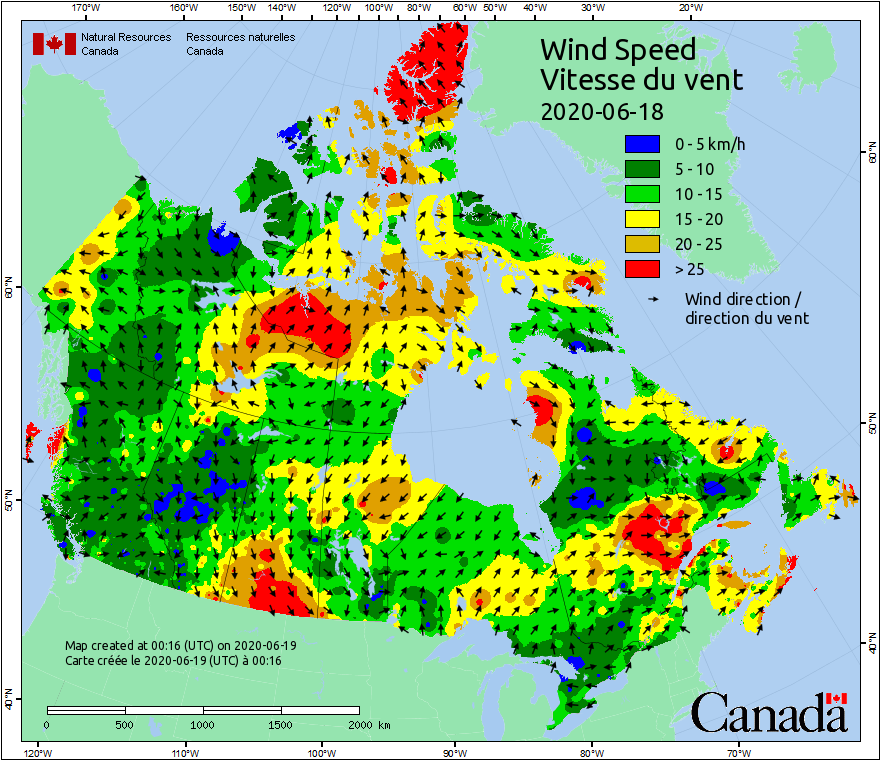 170°W 160°W 150°W 140°W 130°W 120°W 110°W 100°W 90°W 80°W 70°W 60°W 50°W 40°W 30°W 20°W
Natural Resources Canada
Ressources naturelles Canada
Wind Speed
Vitesse du vent
2020-06-18
0 - 5 km/h
5 - 10
10 - 15
15 - 20
20 - 25
> 25
Wind direction /
direction du vent
60°N
60°N
50°N
50°N
40°N
40°N
Map created at 00:16 (UTC) on 2020-06-19
Carte créée le 2020-06-19 (UTC) à 00:16
0 500 1000 1500 2000 km
Canada
120°W 110°W 100°W 90°W 80°W 70°W